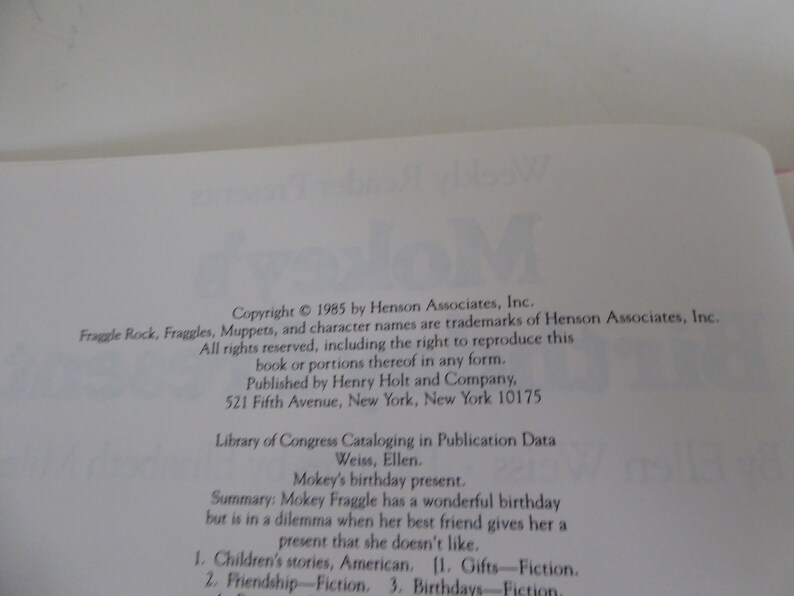 Weekly Reader Presents
Mokey's
By Ellen Weiss
Copyright © 1985 by Henson Associates, Inc.
Fraggle Rock, Fraggles, Muppets, and character names are trademarks of Henson Associates, Inc.
All rights reserved, including the right to reproduce this
book or portions thereof in any form.
Published by Henry Holt and Company,
521 Fifth Avenue, New York, New York 10175
Library of Congress Cataloging in Publication Data
Weiss, Ellen.
Mokey's birthday present.
Summary: Mokey Fraggle has a wonderful birthday
but is in a dilemma when her best friend gives her a
present that she doesn't like.
1. Children's stories, American. [1. Gifts—Fiction.
2. Friendship—Fiction. 3. Birthdays—Fiction.